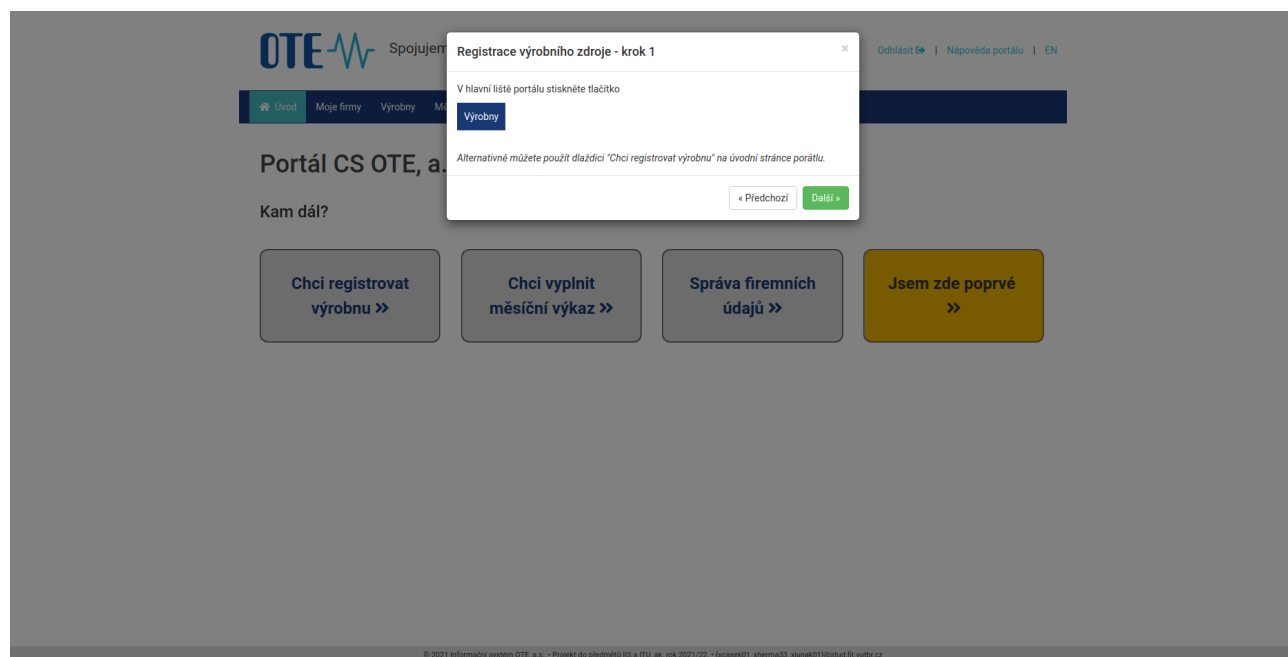 OTE
Spojujem
Odhlásit | Nápověda portálu | EN
Úvod Moje firmy Výrobny
Registrace výrobního zdroje - krok 1
×
V hlavní liště portálu stiskněte tlačítko
Výrobny
Alternativně můžete použít dlaždici "Chci registrovat výrobnu" na úvodní stránce porátlu.
« Předchozí Další »
Portál CS OTE, a.
Kam dál?
Chci registrovat
výrobnu »
Chci vyplnit
měsíční výkaz »
Správa firemních
údajů »
Jsem zde poprvé
»
© 2021 Informační systém OTE, a.s. • Projekt do předmětů IIS a ITU, ak. rok 2021/22. •